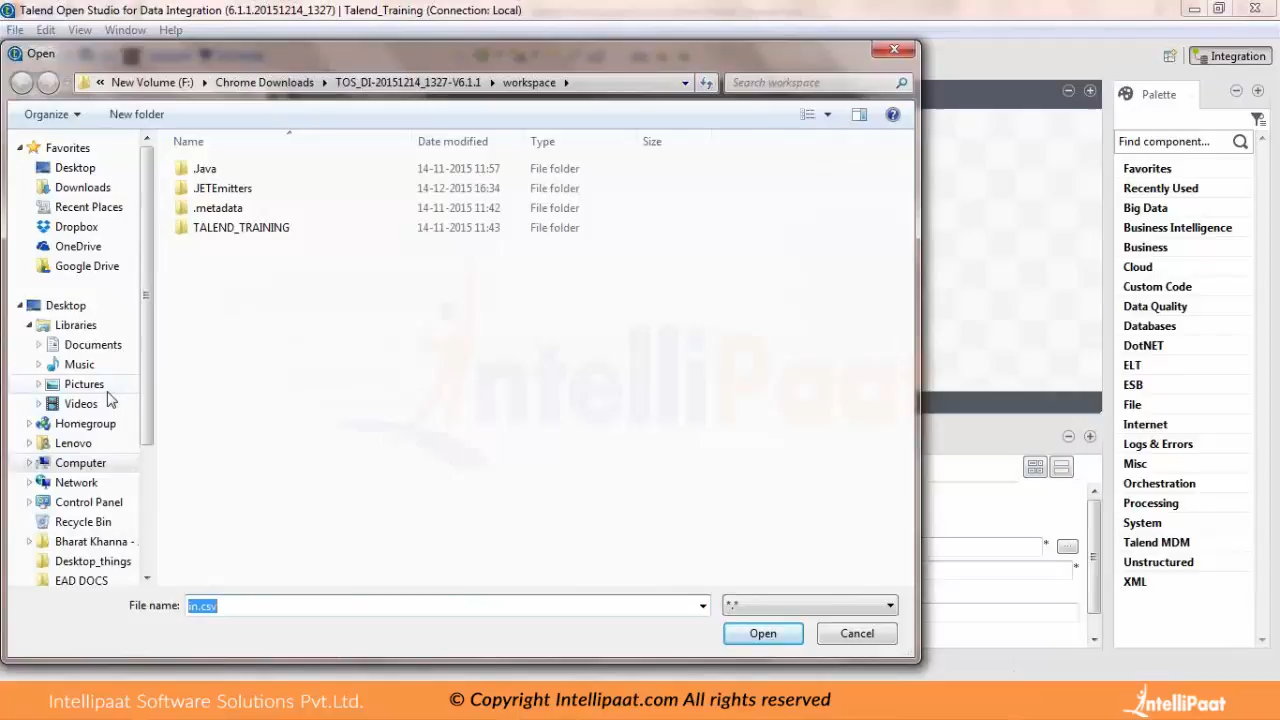 Talend Open Studio for Data Integration (6.1.1.20151214_1327) | Talend_Training (Connection: Local)
File Edit View Window Help
Open
Integration
« New Volume (F:) Chrome Downloads TOS_DI-20151214_1327-V6.1.1 workspace
Search workspace
Palette
Organize New folder
Find component...
Name Date modified Type Size
.Java 14-11-2015 11:57 File folder
.JETEmitters 14-12-2015 16:34 File folder
.metadata 14-11-2015 11:42 File folder
TALEND_TRAINING 14-11-2015 11:43 File folder
Favorites
Desktop
Downloads
Recent Places
Dropbox
OneDrive
Google Drive
Desktop
Libraries
Documents
Music
Pictures
Videos
Homegroup
Lenovo
Computer
Network
Control Panel
Recycle Bin
Bharat Khanna -
Desktop_things
EAD DOCS
IntelliPaat
Favorites
Recently Used
Big Data
Business Intelligence
Business
Cloud
Custom Code
Data Quality
Databases
DotNET
ELT
ESB
File
Internet
Logs & Errors
Misc
Orchestration
Processing
System
Talend MDM
Unstructured
XML
*
*
File name: in.csv *.*
Open Cancel
Intellipaat Software Solutions Pvt.Ltd.
© Copyright Intellipaat.com All rights reserved
IntelliPaat